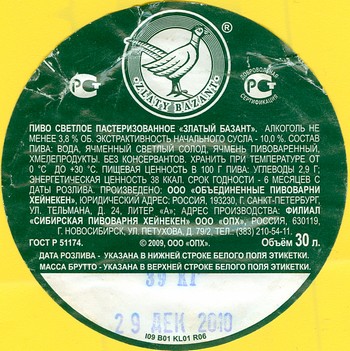 ®
ZLATÝ BAZANT
РСТ
ДОБРОВОЛЬНАЯ СЕРТИФИКАЦИЯ
РСТ
ПИВО СВЕТЛОЕ ПАСТЕРИЗОВАННОЕ «ЗЛАТЫЙ БАЗАНТ». АЛКОГОЛЬ НЕ
МЕНЕЕ 3,8 % ОБ. ЭКСТРАКТИВНОСТЬ НАЧАЛЬНОГО СУСЛА - 10,0 %. СОСТАВ
ПИВА: ВОДА, ЯЧМЕННЫЙ СВЕТЛЫЙ СОЛОД, ЯЧМЕНЬ ПИВОВАРЕННЫЙ,
ХМЕЛЕПРОДУКТЫ. БЕЗ КОНСЕРВАНТОВ. ХРАНИТЬ ПРИ ТЕМПЕРАТУРЕ ОТ
0 °C ДО +30 °C. ПИЩЕВАЯ ЦЕННОСТЬ В 100 Г ПИВА: УГЛЕВОДЫ 2,9 Г,
ЭНЕРГЕТИЧЕСКАЯ ЦЕННОСТЬ 38 ККАЛ. СРОК ГОДНОСТИ - 6 МЕСЯЦЕВ С
ДАТЫ РОЗЛИВА. ПРОИЗВЕДЕНО: ООО «ОБЪЕДИНЕННЫЕ ПИВОВАРНИ
ХЕЙНЕКЕН», ЮРИДИЧЕСКИЙ АДРЕС: РОССИЯ, 193230, Г. САНКТ-ПЕТЕРБУРГ,
УЛ. ТЕЛЬМАНА, Д. 24, ЛИТЕР «А»; АДРЕС ПРОИЗВОДСТВА: ФИЛИАЛ
«СИБИРСКАЯ ПИВОВАРНЯ ХЕЙНЕКЕН» ООО «ОПХ», РОССИЯ, 630119,
Г. НОВОСИБИРСК, УЛ. ПЕТУХОВА, Д. 79/2, ТЕЛ.: (383) 210-54-11.
ГОСТ Р 51174. © 2009, ООО «ОПХ». Объём 30 л.
ДАТА РОЗЛИВА - УКАЗАНА В НИЖНЕЙ СТРОКЕ БЕЛОГО ПОЛЯ ЭТИКЕТКИ.
МАССА БРУТТО - УКАЗАНА В ВЕРХНЕЙ СТРОКЕ БЕЛОГО ПОЛЯ ЭТИКЕТКИ.
39 КГ
29 ДЕК 2010
I09 B01 KL01 R06